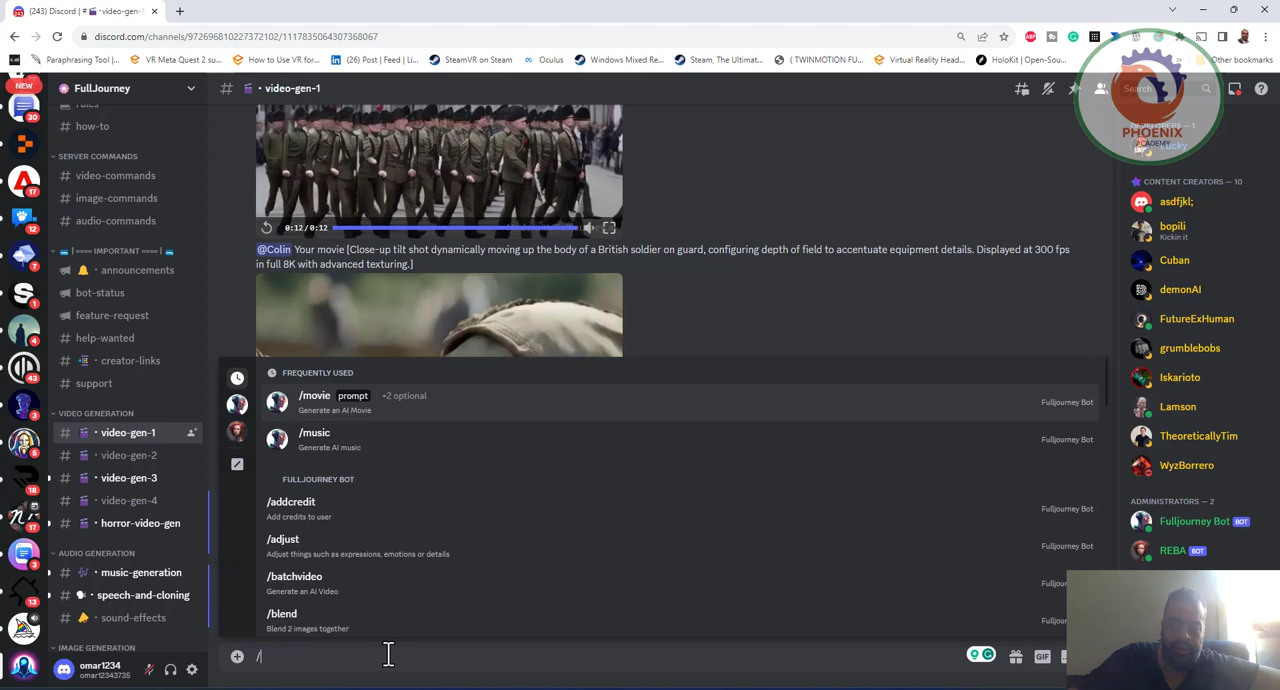 (243) Discord | # video-gen-1
discord.com/channels/972696810227372102/1117835064307368067
Paraphrasing Tool |...
VR Meta Quest 2 su...
How to Use VR for...
(26) Post | Feed | Li...
SteamVR on Steam
Oculus
Windows Mixed Re...
Steam, The Ultimat...
( TWINMOTION FU...
Virtual Reality Head...
HoloKit | Open-Sou...
Other bookmarks
NEW
FullJourney
# video-gen-1
Search
PHOENIX
ACADEMY
rules
# how-to
SERVER COMMANDS
# video-commands
# image-commands
# audio-commands
| ==== IMPORTANT ====|
announcements
# bot-status
feature-request
# help-wanted
# creator-links
# support
VIDEO GENERATION
# video-gen-1
# video-gen-2
# video-gen-3
# video-gen-4
# horror-video-gen
AUDIO GENERATION
# music-generation
# speech-and-cloning
# sound-effects
IMAGE GENERATION
omar1234
omar12343735
0:12/0:12
@Colin Your movie [Close-up tilt shot dynamically moving up the body of a British soldier on guard, configuring depth of field to accentuate equipment details. Displayed at 300 fps
in full 8K with advanced texturing.]
FREQUENTLY USED
/movie prompt +2 optional
Generate an AI Movie
Fulljourney Bot
/music
Generate AI music
Fulljourney Bot
FULLJOURNEY BOT
/addcredit
Add credits to user
Fulljourney Bot
/adjust
Adjust things such as expressions, emotions or details
Fulljourney Bot
/batchvideo
Generate an AI Video
/blend
Blend 2 images together
/
GIF
DEVELOPERS — 1
Lucky
CONTENT CREATORS — 10
asdfjkl;
bopili
Kickin it
Cuban
demonAI
FutureExHuman
grumblebobs
Iskarioto
Lamson
TheoreticallyTim
WyzBorrero
ADMINISTRATORS — 2
Fulljourney Bot BOT
REBA BOT